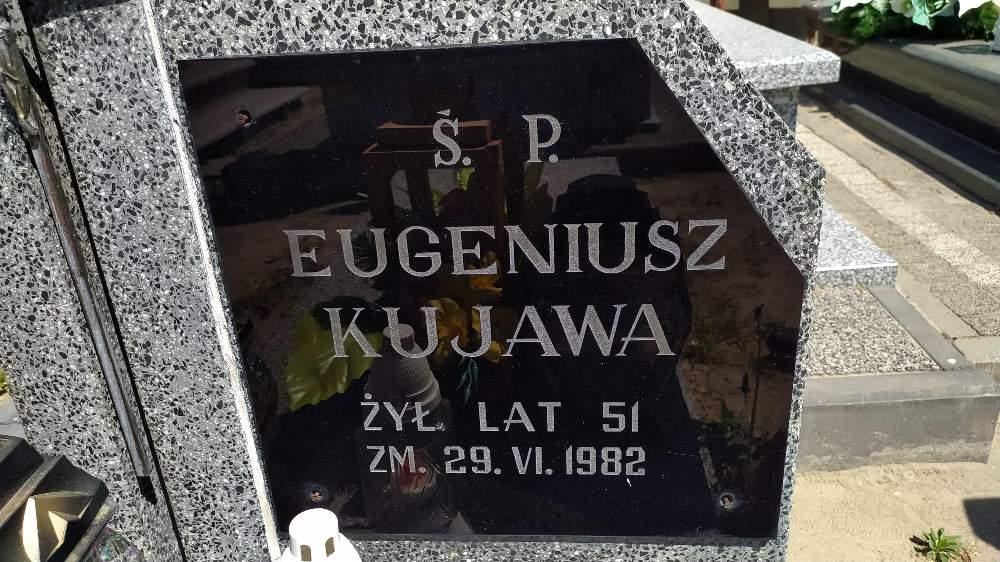 Ś. P.
EUGENIUSZ
KUJAWA
ŻYŁ LAT 51
ZM. 29. VI. 1982